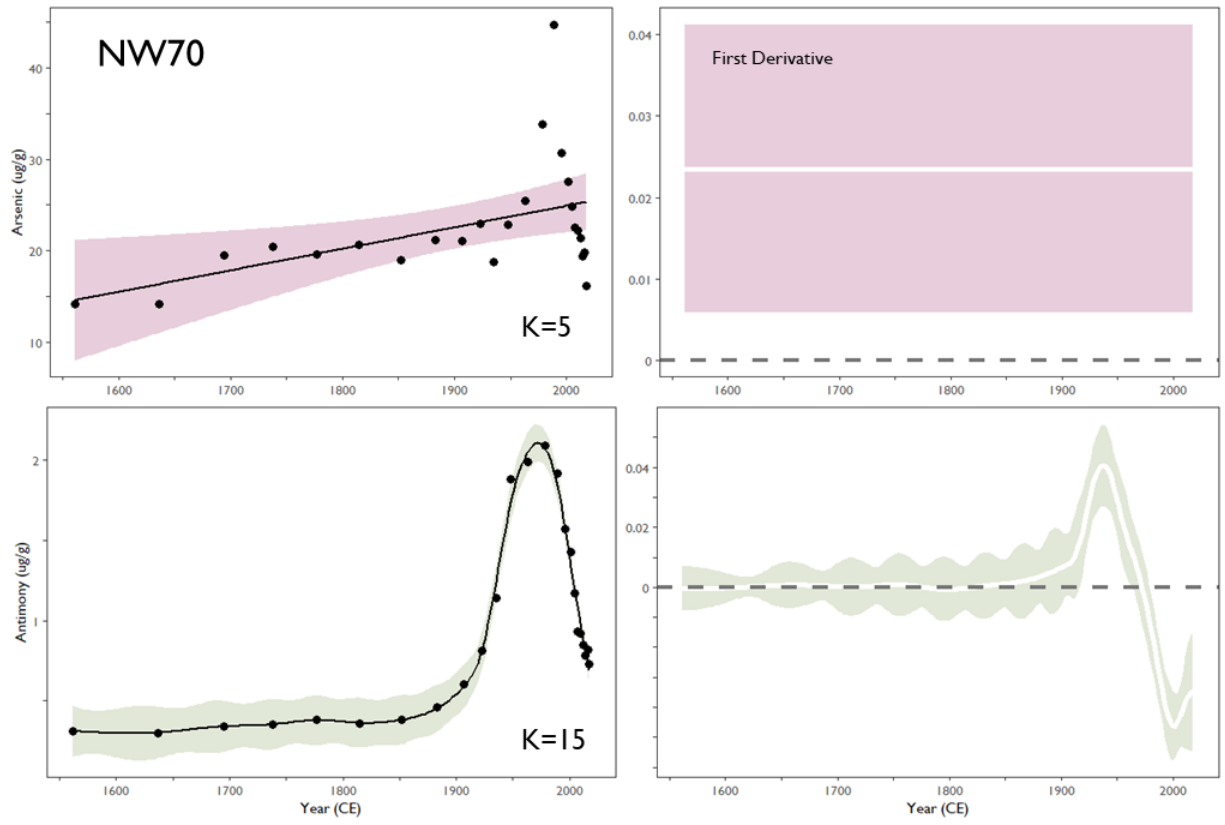 NW70
First Derivative
Arsenic (ug/g)
40
30
20
10
K=5
1600 1700 1800 1900 2000
0.04
0.03
0.02
0.01
0
1600 1700 1800 1900 2000
Antimony (ug/g)
2
1
K=15
1600 1700 1800 1900 2000
Year (CE)
0.04
0.02
0
1600 1700 1800 1900 2000
Year (CE)